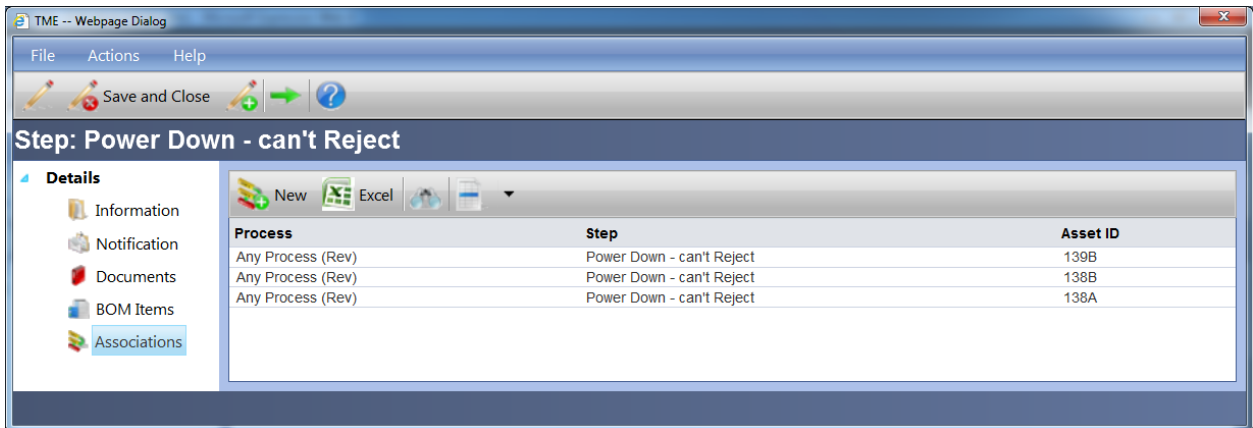 TME -- Webpage Dialog
File Actions Help
Save and Close
Step: Power Down - can't Reject
Details
Information
Notification
Documents
BOM Items
Associations
New Excel
Process Step Asset ID
Any Process (Rev) Power Down - can't Reject 139B
Any Process (Rev) Power Down - can't Reject 138B
Any Process (Rev) Power Down - can't Reject 138A